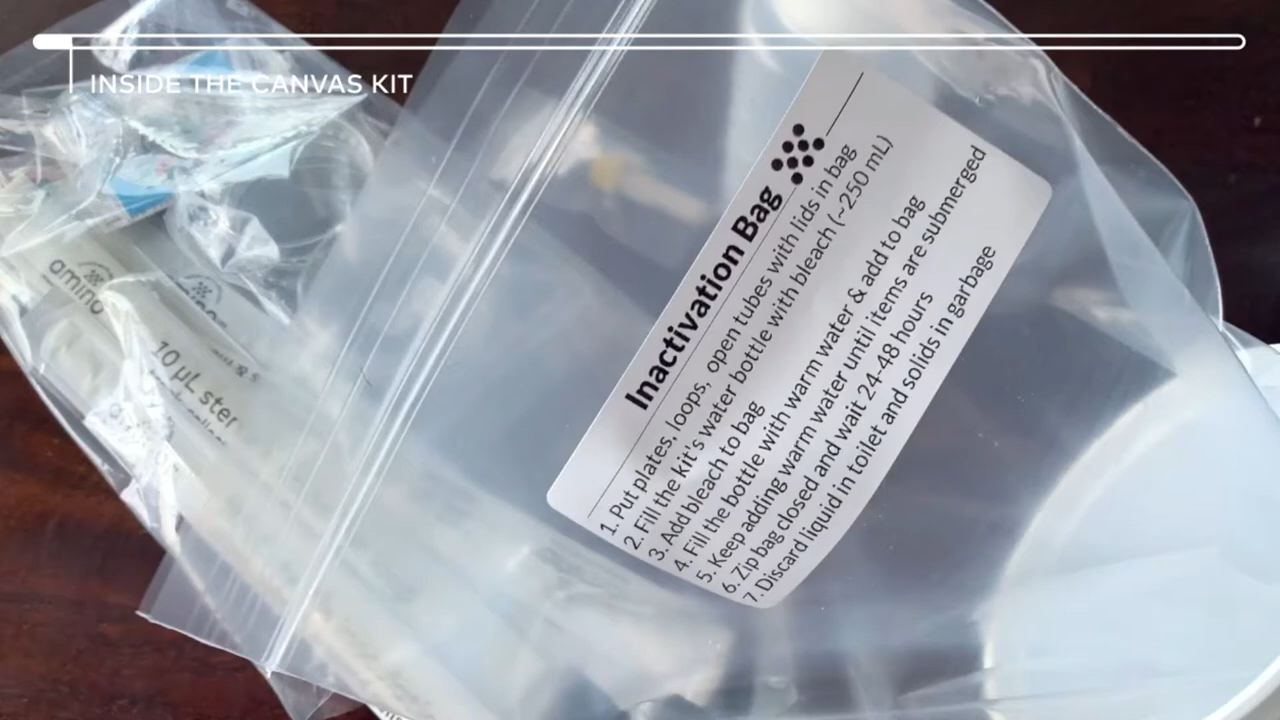 INSIDE THE CANVAS KIT
amino
10 µL ster
Inactivation Bag
1. Put plates, loops, open tubes with lids in bag
2. Fill the kit's water bottle with bleach (~250 mL)
3. Add bleach to bag
4. Fill the bottle with warm water & add to bag
5. Keep adding warm water until items are submerged
6. Zip bag closed and wait 24-48 hours
7. Discard liquid in toilet and solids in garbage